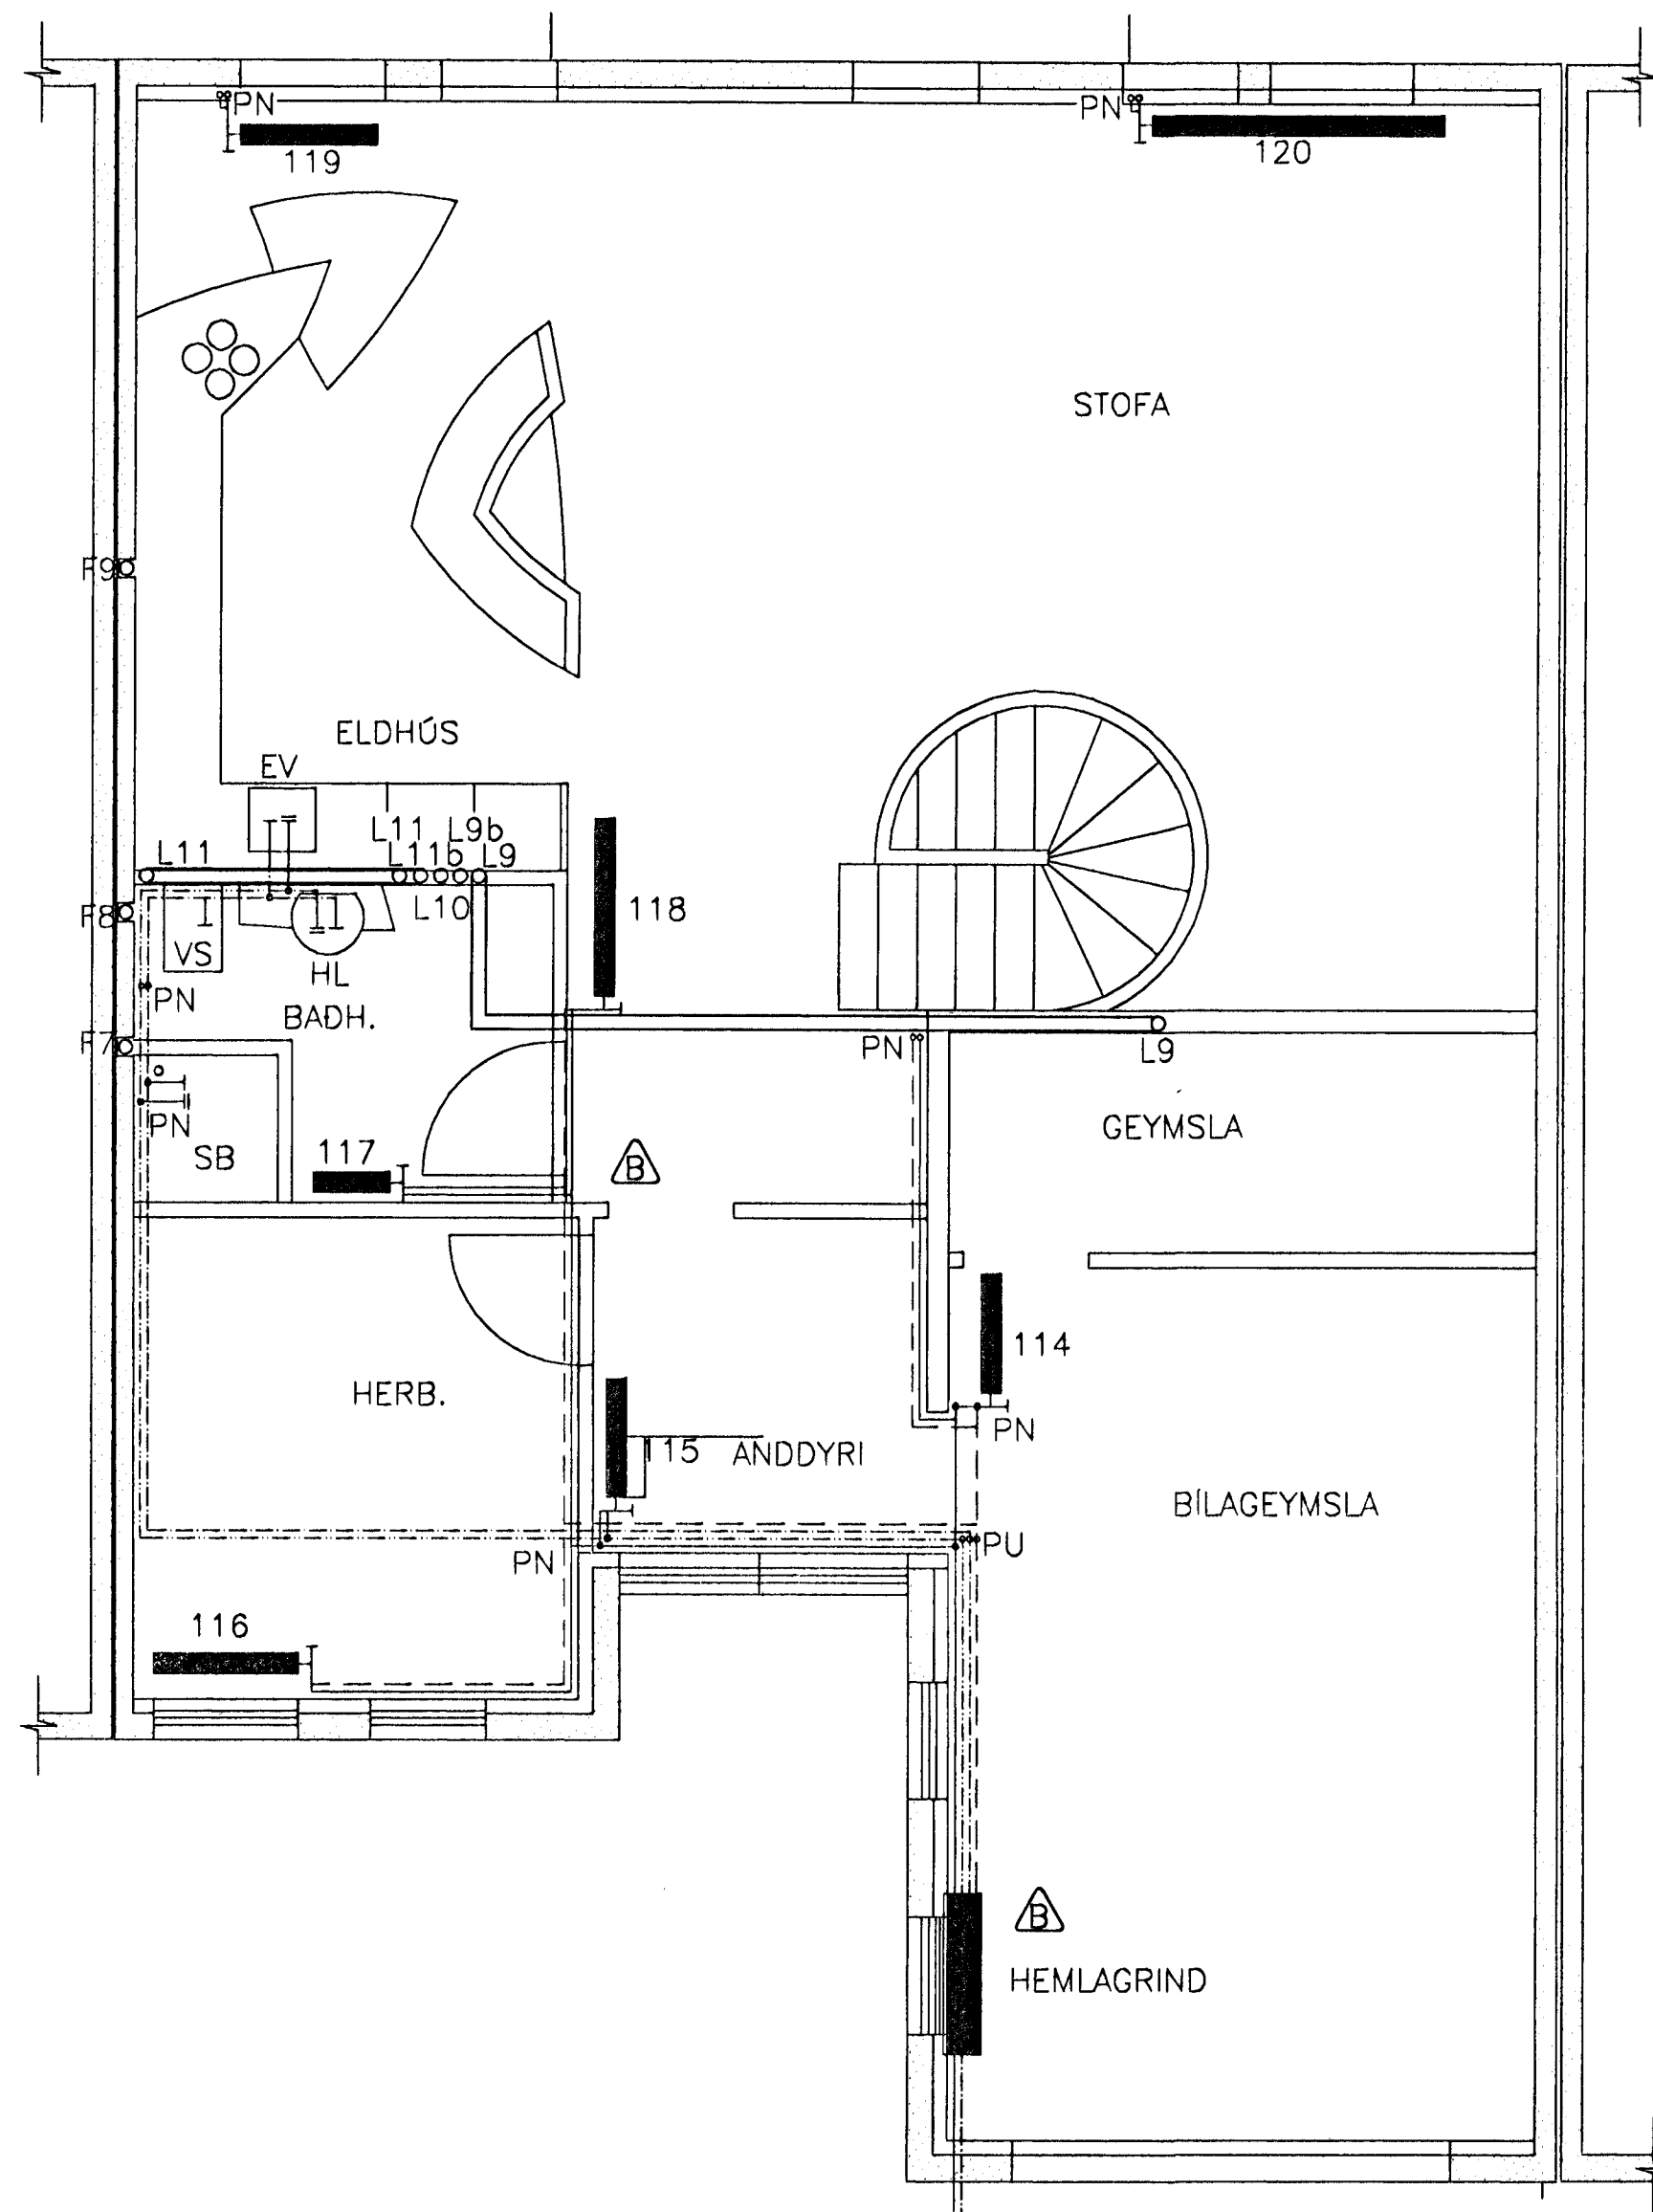 PN
PN
119
120
STOFA
F9
ELDHÚS
EV
L11
L9b
L11
L11b
L9
118
L10
F8
VS
HL
PN
BAÐH.
F7
PN
L9
PN
GEYMSLA
117
B
SB
114
HERB.
PN
115
ANDDYRI
BÍLAGEYMSLA
PU
PN
116
B
HEMLAGRIND